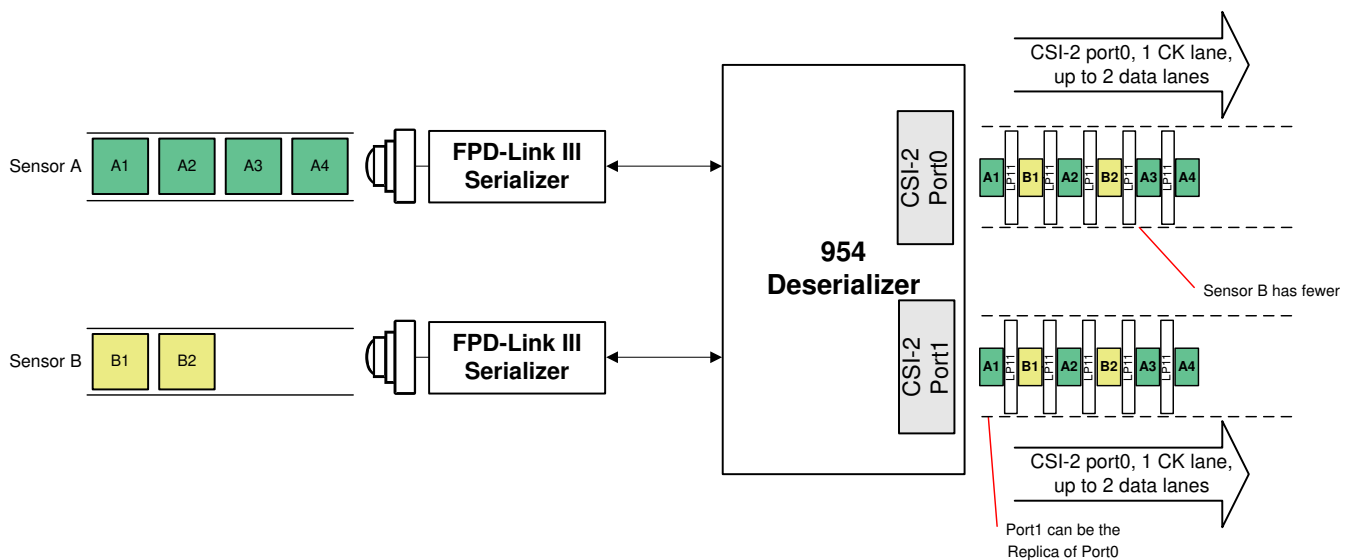 CSI-2 port0, 1 CK lane,
up to 2 data lanes
Sensor A
A1 A2 A3 A4
FPD-Link III
Serializer
CSI-2
Port0
A1 LP11 B1 LP11 A2 LP11 B2 LP11 A3 LP11 A4
954
Deserializer
Sensor B has fewer
Sensor B
B1 B2
FPD-Link III
Serializer
CSI-2
Port1
A1 LP11 B1 LP11 A2 LP11 B2 LP11 A3 LP11 A4
CSI-2 port0, 1 CK lane,
up to 2 data lanes
Port1 can be the
Replica of Port0